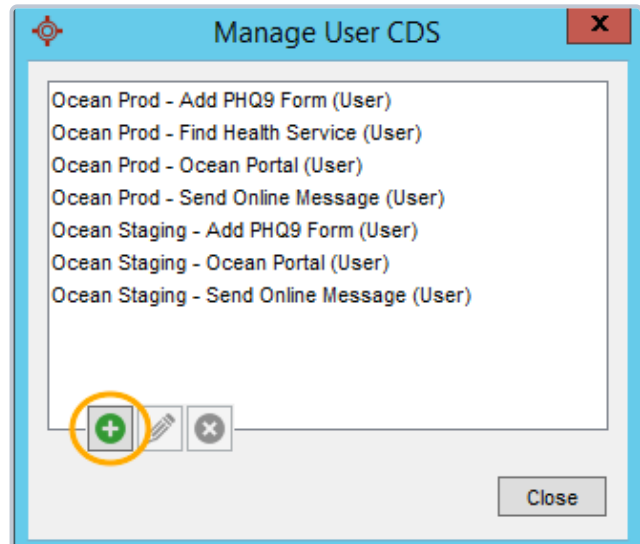 Manage User CDS
x
Ocean Prod - Add PHQ9 Form (User)
Ocean Prod - Find Health Service (User)
Ocean Prod - Ocean Portal (User)
Ocean Prod - Send Online Message (User)
Ocean Staging - Add PHQ9 Form (User)
Ocean Staging - Ocean Portal (User)
Ocean Staging - Send Online Message (User)
Close